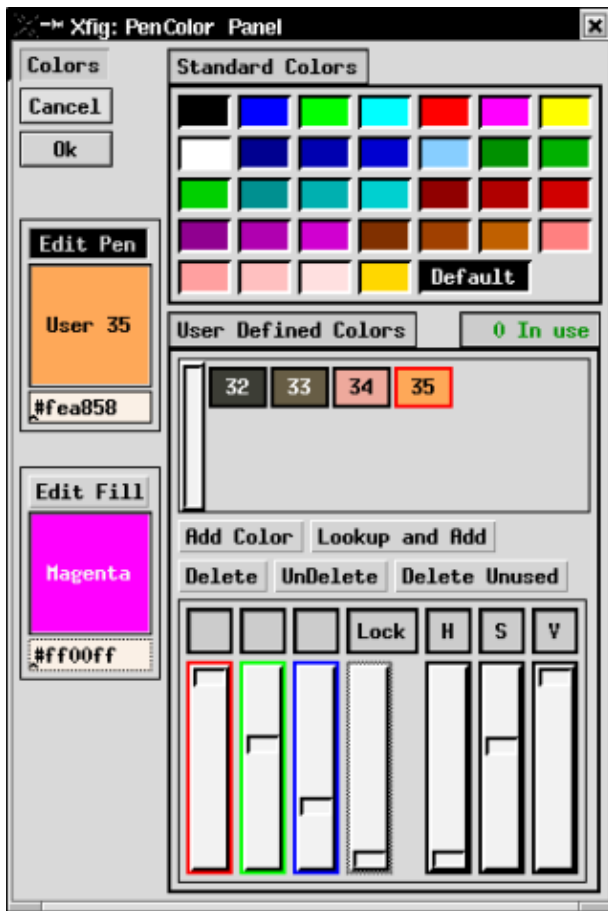 Xfig: PenColor Panel
Colors
Cancel
Ok
Standard Colors
Default
Edit Pen
User 35
#fea858
Edit Fill
Magenta
#ff00ff
User Defined Colors
0 In use
32 33 34 35
Add Color Lookup and Add
Delete UnDelete Delete Unused
Lock H S V